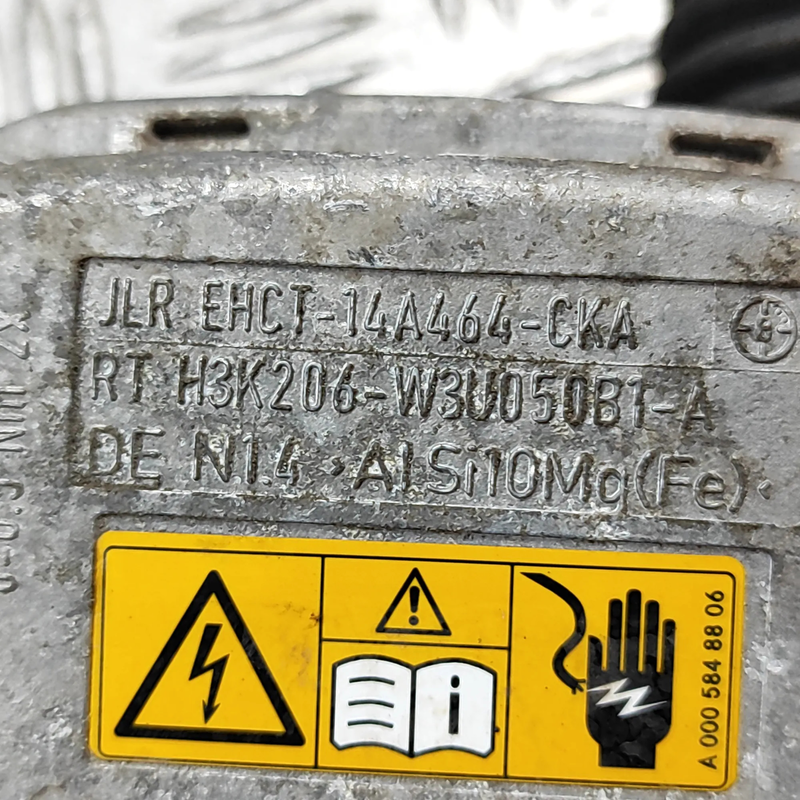 JLR EHCT-14A464-CKA
RT H3K206-W3U050B1-A
DE N1.4 ·AlSi10Mg(Fe)·
i
A 000 584 88 06